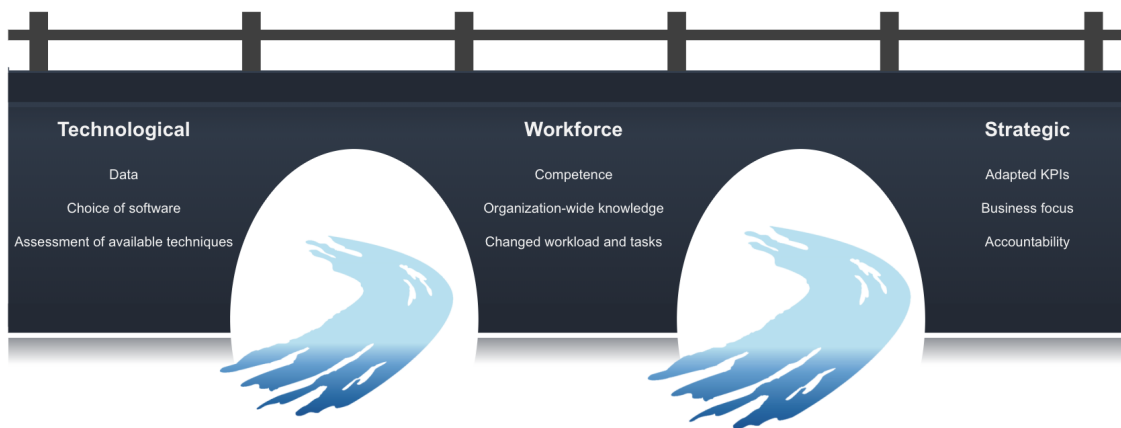 Technological
Data
Choice of software
Assessment of available techniques
Workforce
Competence
Organization-wide knowledge
Changed workload and tasks
Strategic
Adapted KPIs
Business focus
Accountability